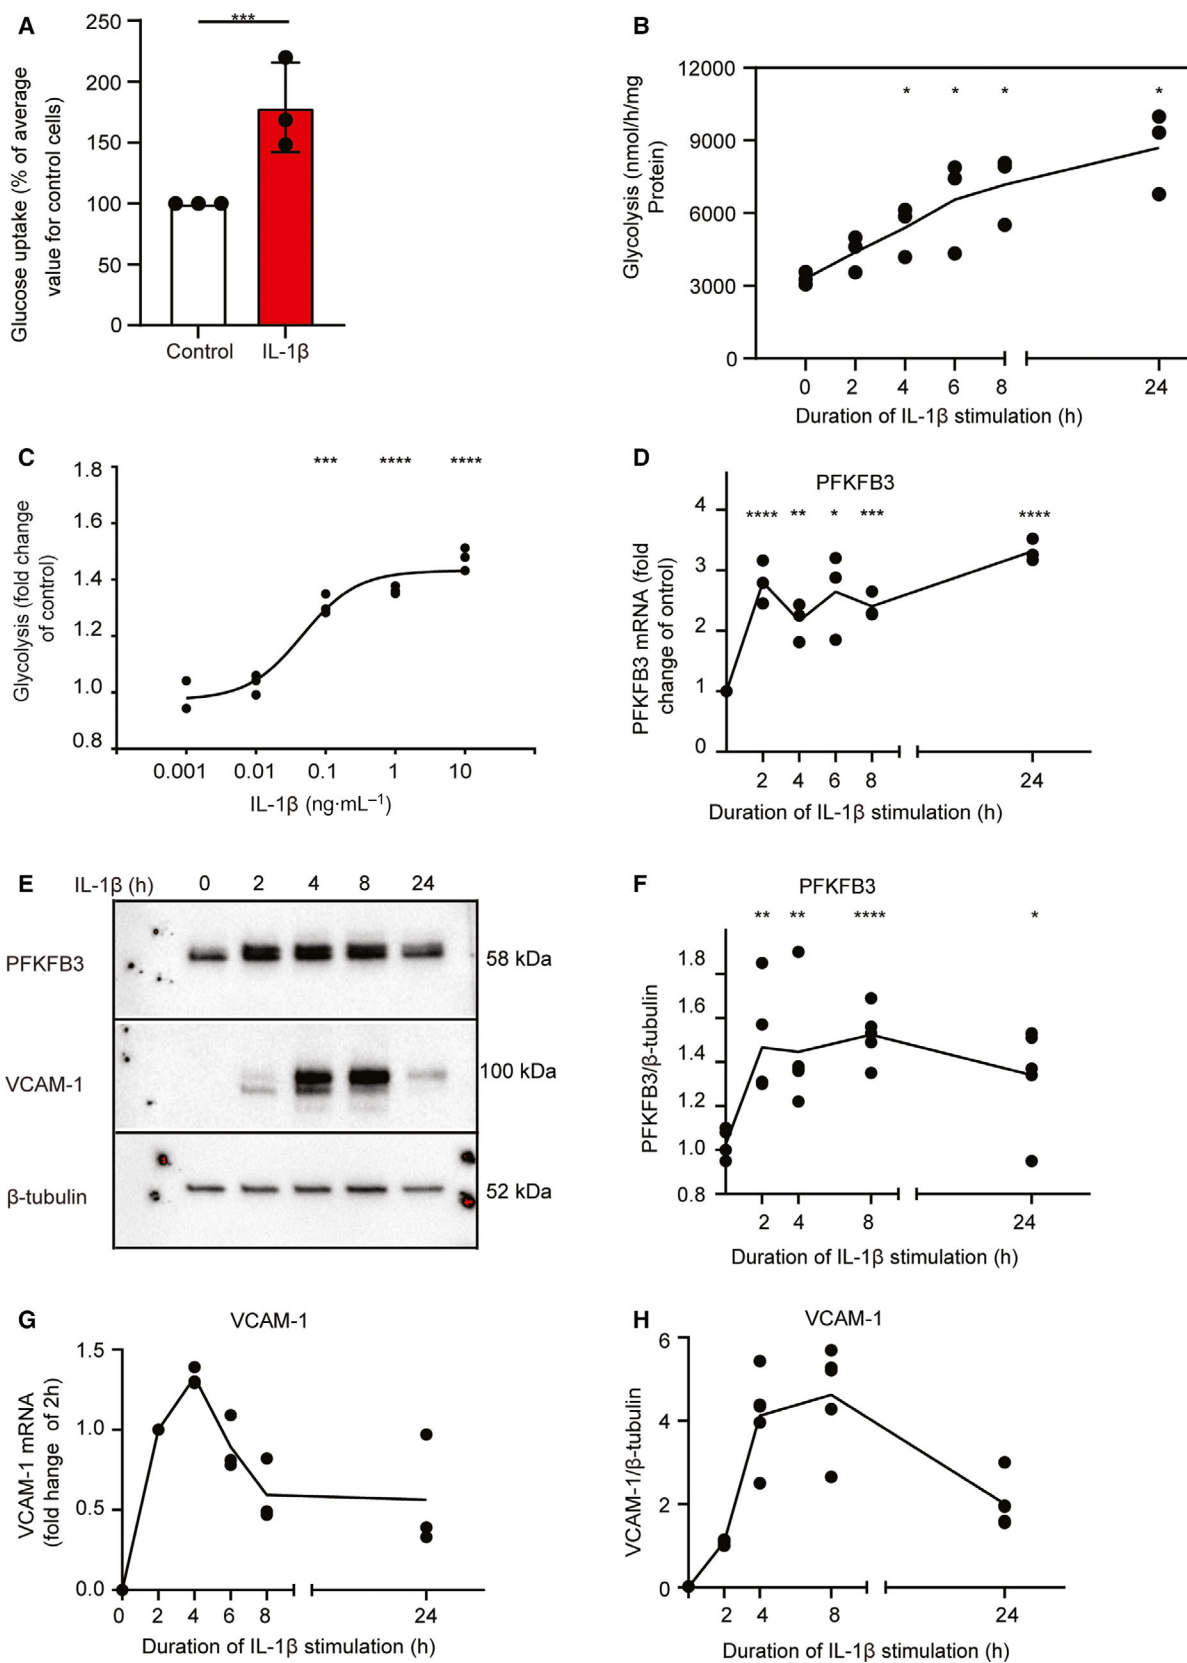 A
***
250
200
150
100
50
0
Glucose uptake (% of average
value for control cells)
Control IL-1β
B
12000
9000
6000
3000
0
Glycolysis (nmol/h/mg
Protein)
* * * *
0 2 4 6 8 24
Duration of IL-1β stimulation (h)
C
1.8
1.6
1.4
1.2
1.0
0.8
Glycolysis (fold change
of control)
*** **** ****
0.001 0.01 0.1 1 10
IL-1β (ng·mL⁻¹)
D
PFKFB3
**** ** * *** ****
4
3
2
1
0
PFKFB3 mRNA (fold
change of ontrol)
2 4 6 8 24
Duration of IL-1β stimulation (h)
E
IL-1β (h) 0 2 4 8 24
PFKFB3 58 kDa
VCAM-1 100 kDa
β-tubulin 52 kDa
F
PFKFB3
** ** **** *
1.8
1.6
1.4
1.2
1.0
0.8
PFKFB3/β-tubulin
2 4 8 24
Duration of IL-1β stimulation (h)
G
VCAM-1
1.5
1.0
0.5
0.0
VCAM-1 mRNA
(fold hange of 2h)
0 2 4 6 8 24
Duration of IL-1β stimulation (h)
H
VCAM-1
6
4
2
0
VCAM-1/β-tubulin
2 4 8 24
Duration of IL-1β stimulation (h)